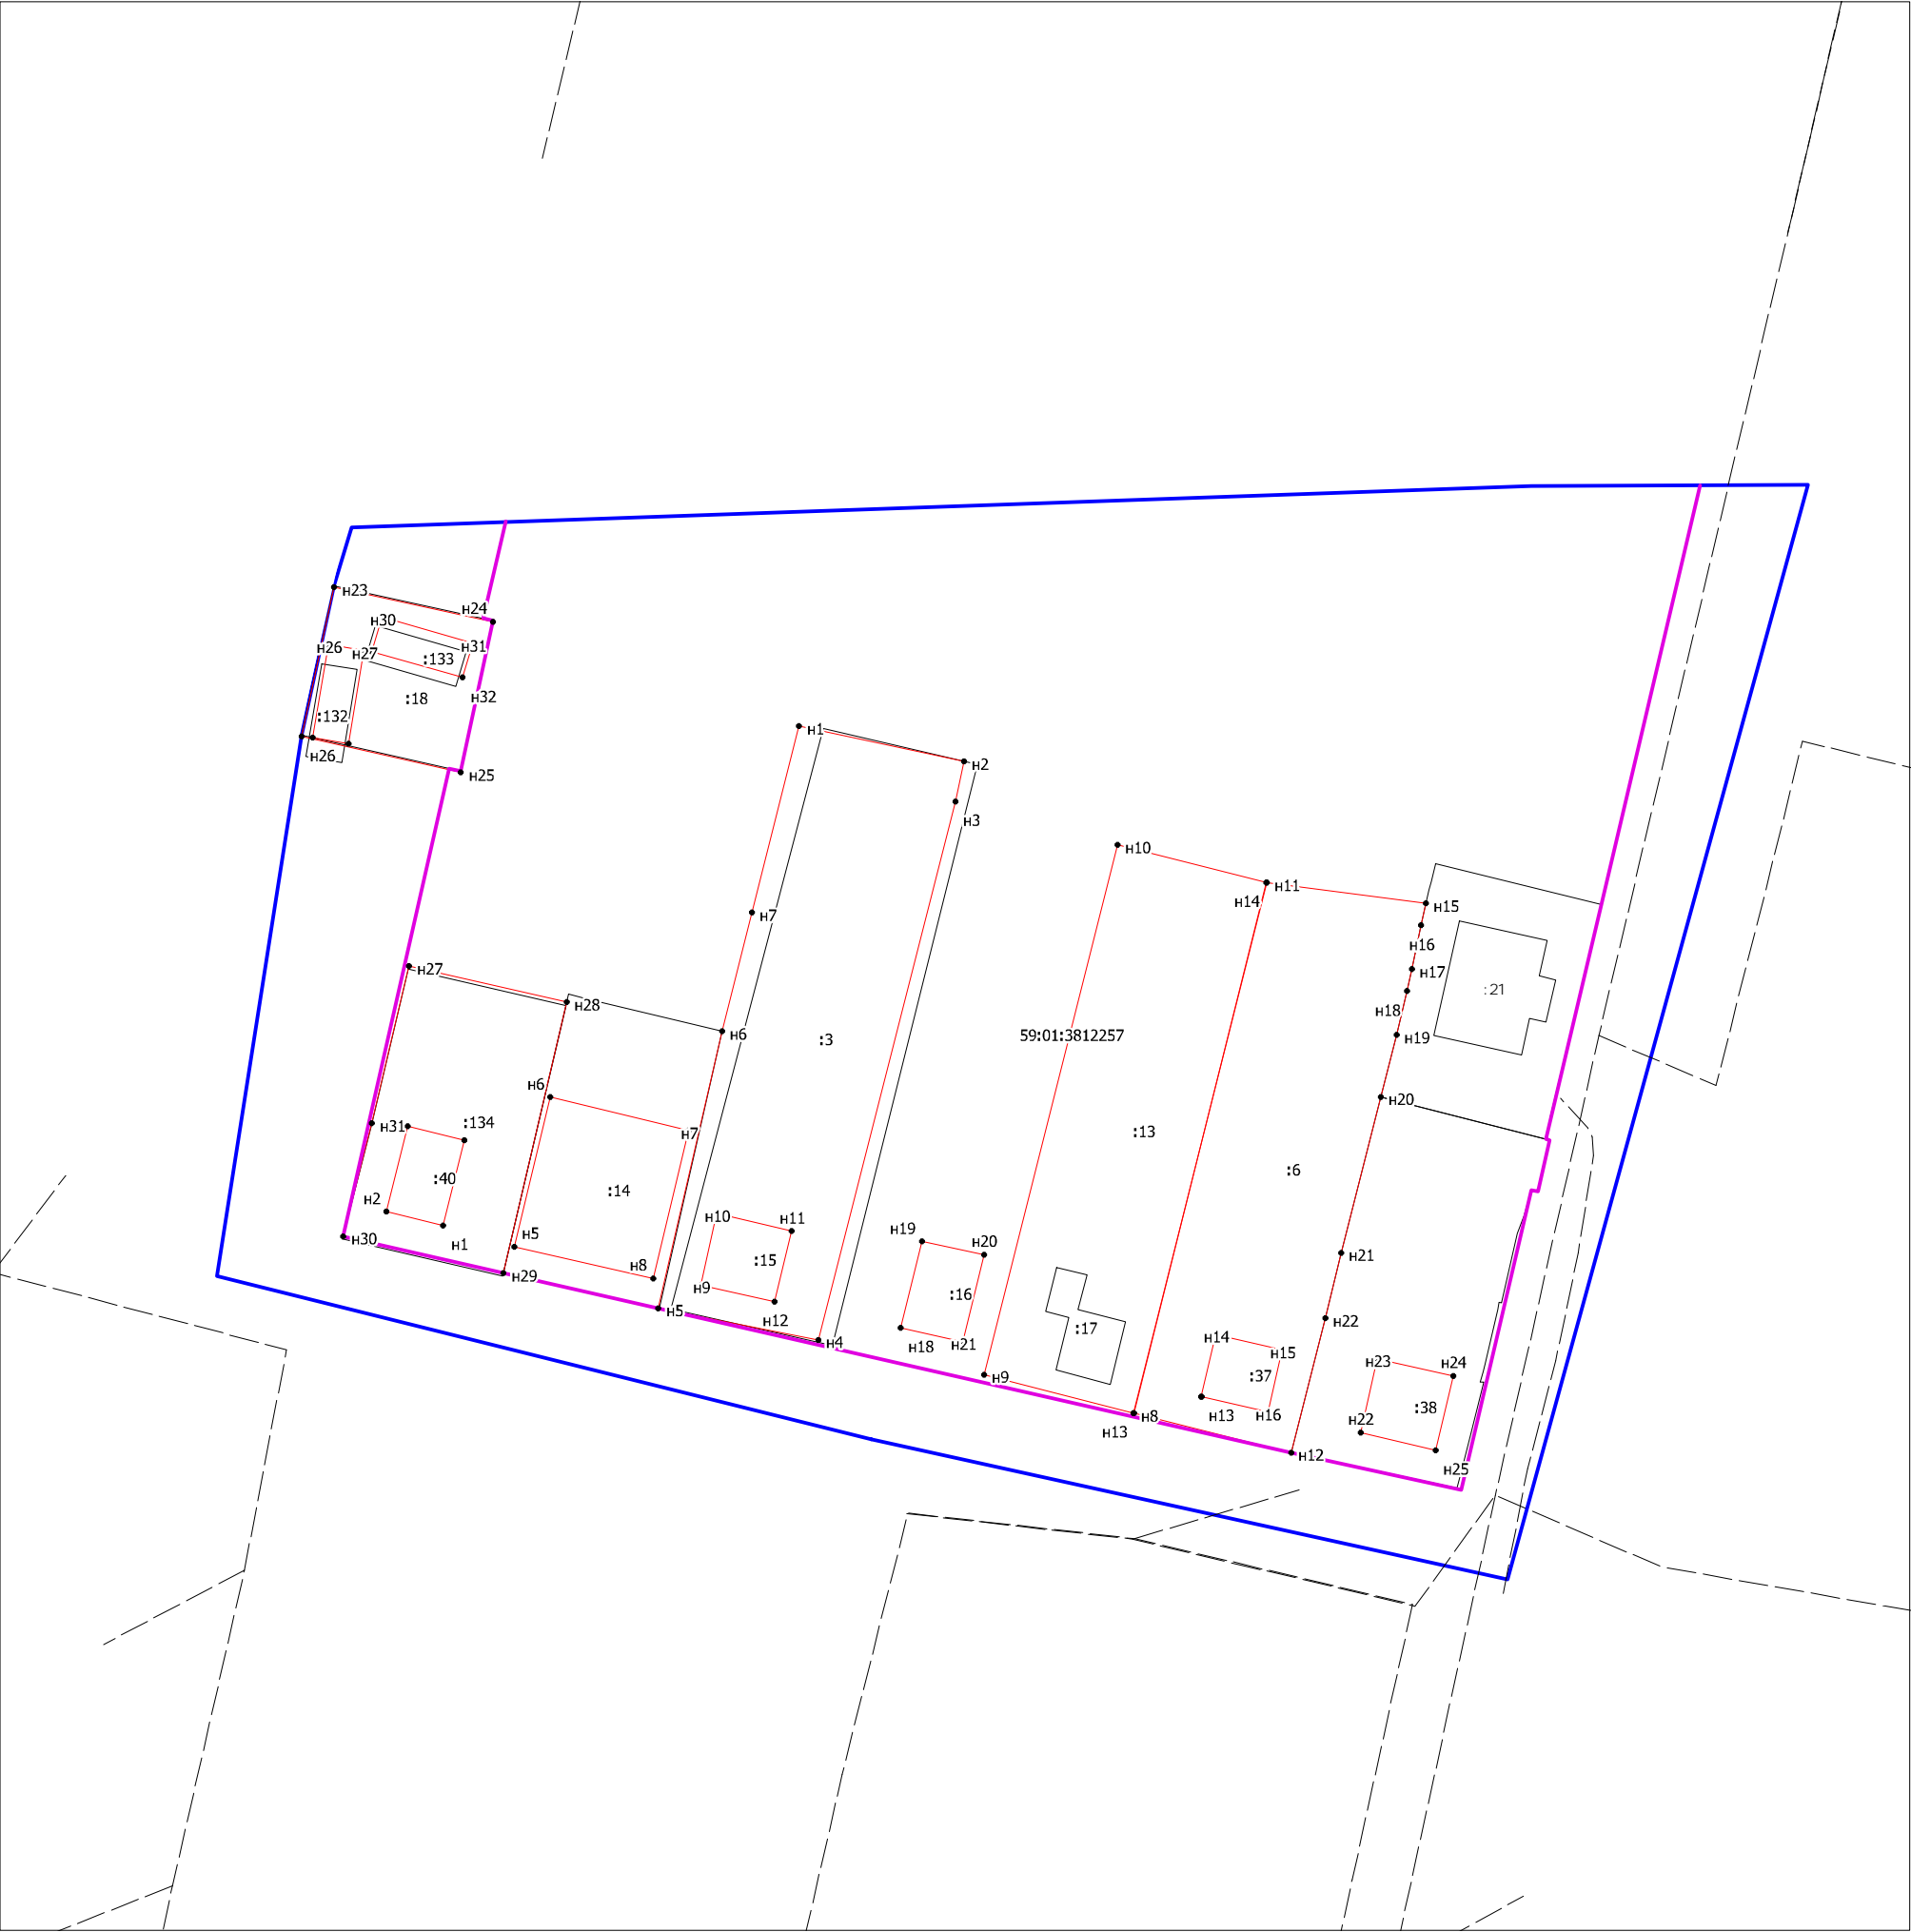 н23
н24
н30
н26
н27
н31
:133
:18
н32
:132
н26
н25
н1
н2
н3
н10
н11
н14
н15
н7
н16
н27
н17
:21
н28
н18
н6
:3
59:01:3812257
н19
н6
н20
н31
:134
н7
:13
:6
:40
:14
н2
н10
н11
н19
н5
н1
н20
н30
:15
н21
н8
н29
н9
:16
н5
н12
:17
н22
н4
н18
н21
н14
н15
н23
н24
н9
:37
:38
н8
н13
н16
н22
н13
н12
н25